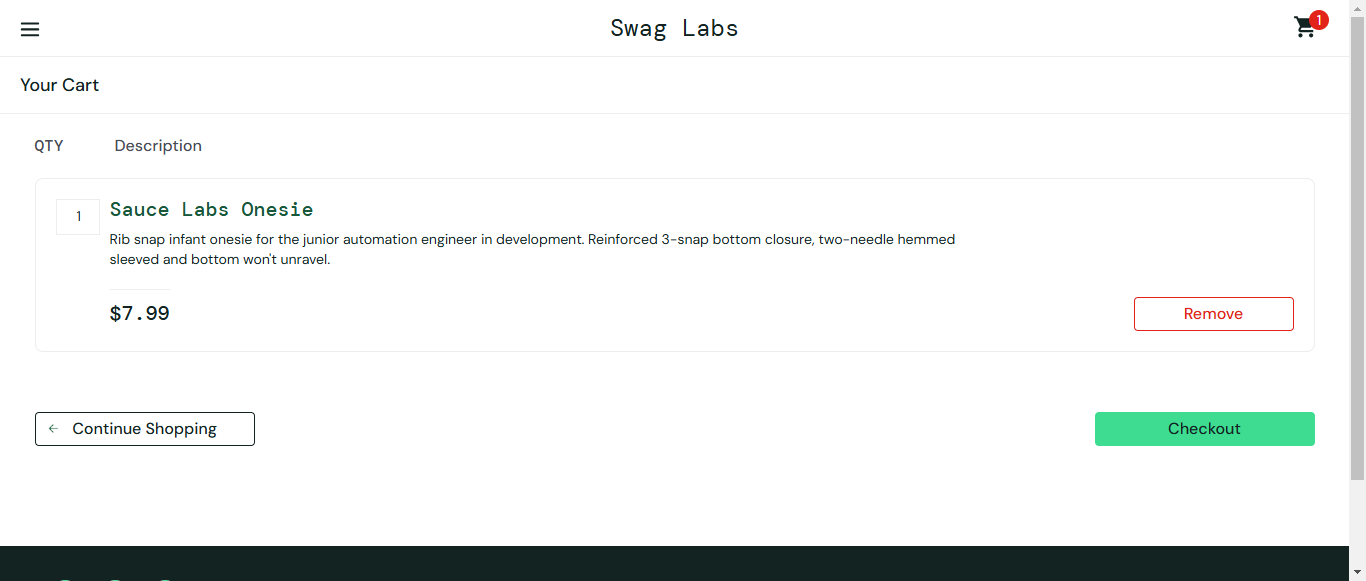 Swag Labs
1
Your Cart
QTY
Description
1
Sauce Labs Onesie
Rib snap infant onesie for the junior automation engineer in development. Reinforced 3-snap bottom closure, two-needle hemmed
sleeved and bottom won't unravel.
$7.99
Remove
Continue Shopping
Checkout